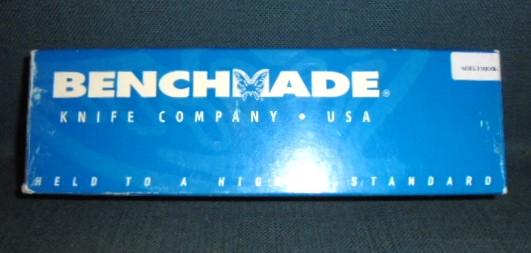 BENCHMADE®
KNIFE COMPANY • USA
HELD TO A STANDARD